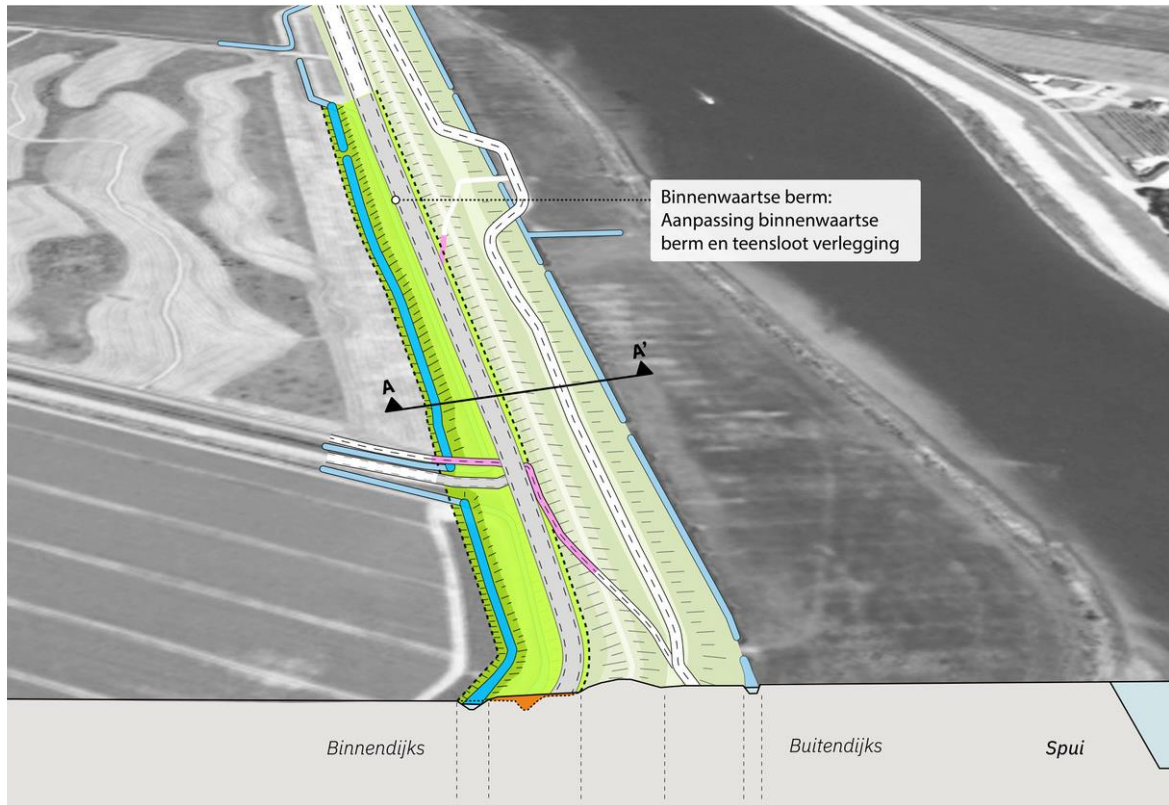 Binnenwaartse berm:
Aanpassing binnenwaartse
berm en teensloot verlegging
A'
A
Binnendijks
Buitendijks
Spui